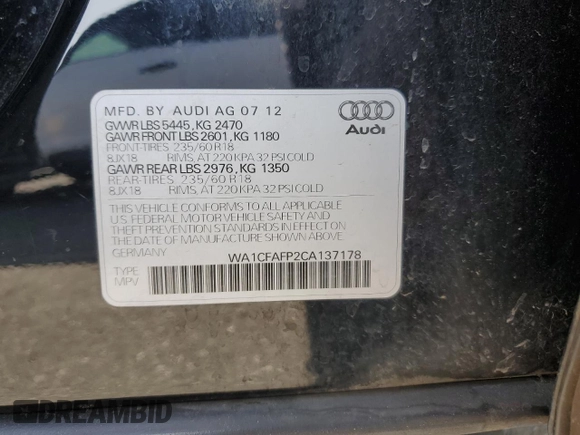 MFD. BY AUDI AG 07 12
GVWR LBS 5445, KG 2470
GAWR FRONT LBS 2601, KG 1180
FRONT-TIRES 235/60 R18
8JX18 RIMS, AT 220 KPA 32 PSI COLD
GAWR REAR LBS 2976, KG 1350
REAR-TIRES 235/60 R18
8JX18 RIMS, AT 220 KPA 32 PSI COLD
Audi
THIS VEHICLE CONFORMS TO ALL APPLICABLE
U.S. FEDERAL MOTOR VEHICLE SAFETY AND
THEFT PREVENTION STANDARDS IN EFFECT ON THE
DATE OF MANUFACTURE SHOWN ABOVE.
GERMANY
WA1CFAFP2CA137178
TYPE:
MPV
DREAMBID